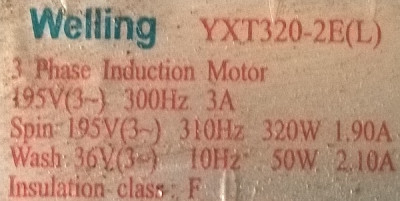 Welling YXT320-2E(L)
3 Phase Induction Motor
195V(3~) 300Hz 3A
Spin: 195V(3~) 310Hz 320W 1.90A
Wash: 36V(3~) 10Hz 50W 2.10A
Insulation class: F